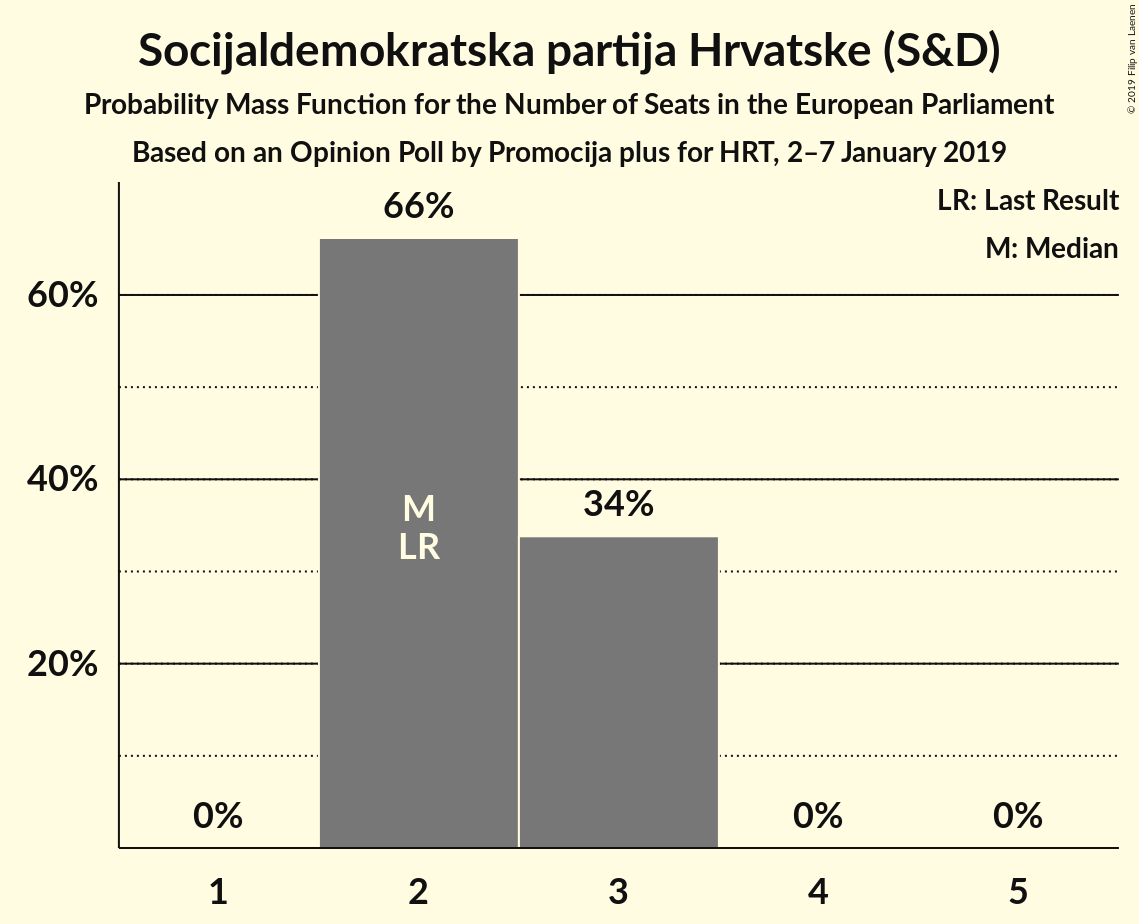 Socijaldemokratska partija Hrvatske (S&D)
Probability Mass Function for the Number of Seats in the European Parliament
Based on an Opinion Poll by Promocija plus for HRT, 2–7 January 2019
© 2019 Filip van Laenen
LR: Last Result
M: Median
66%
60%
40%
34%
M
LR
20%
0%
0%
0%
1
2
3
4
5